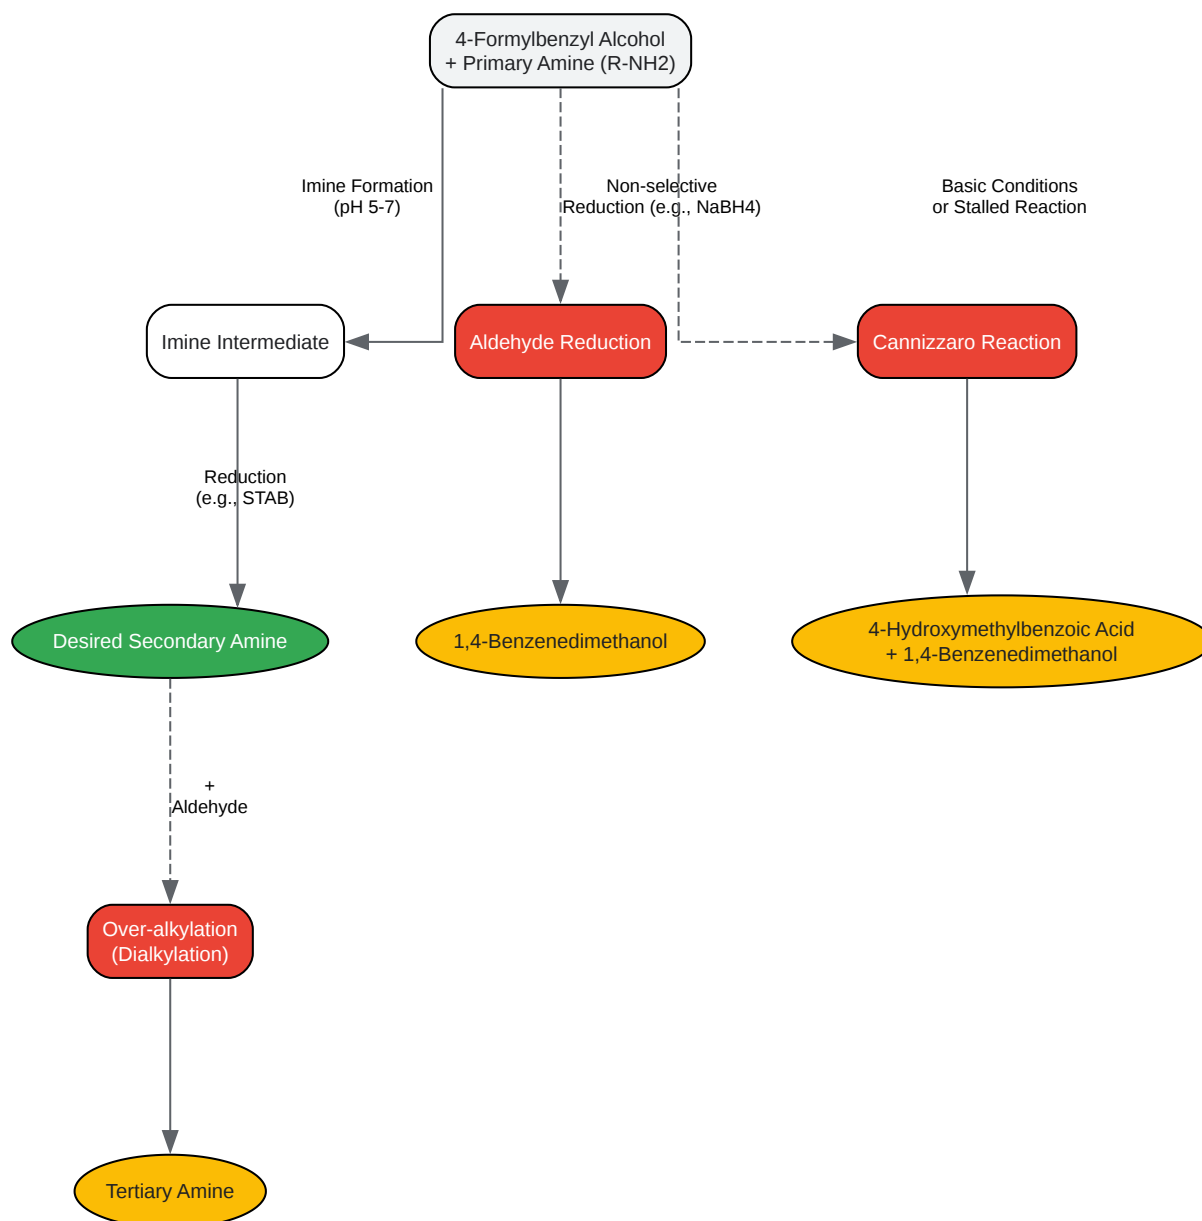 4-Formylbenzyl Alcohol
+ Primary Amine (R-NH2)
Imine Formation
(pH 5-7)
Non-selective
Reduction (e.g., NaBH4)
Basic Conditions
or Stalled Reaction
Imine Intermediate
Aldehyde Reduction
Cannizzaro Reaction
Reduction
(e.g., STAB)
Desired Secondary Amine
1,4-Benzenedimethanol
4-Hydroxymethylbenzoic Acid
+ 1,4-Benzenedimethanol
+
Aldehyde
Over-alkylation
(Dialkylation)
Tertiary Amine